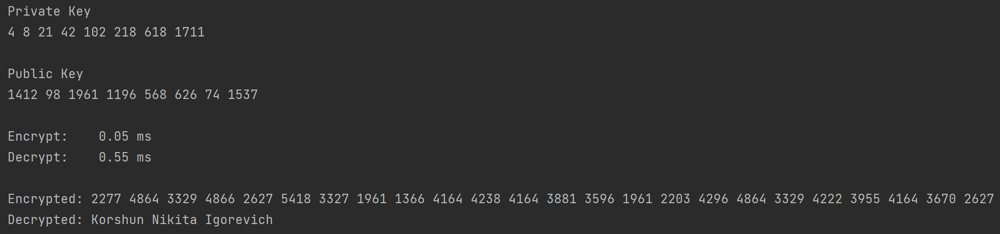 Private Key
4 8 21 42 102 218 618 1711
Public Key
1412 98 1961 1196 568 626 74 1537
Encrypt:    0.05 ms
Decrypt:    0.55 ms
Encrypted: 2277 4864 3329 4866 2627 5418 3327 1961 1366 4164 4238 4164 3881 3596 1961 2203 4296 4864 3329 4222 3955 4164 3670 2627
Decrypted: Korshun Nikita Igorevich